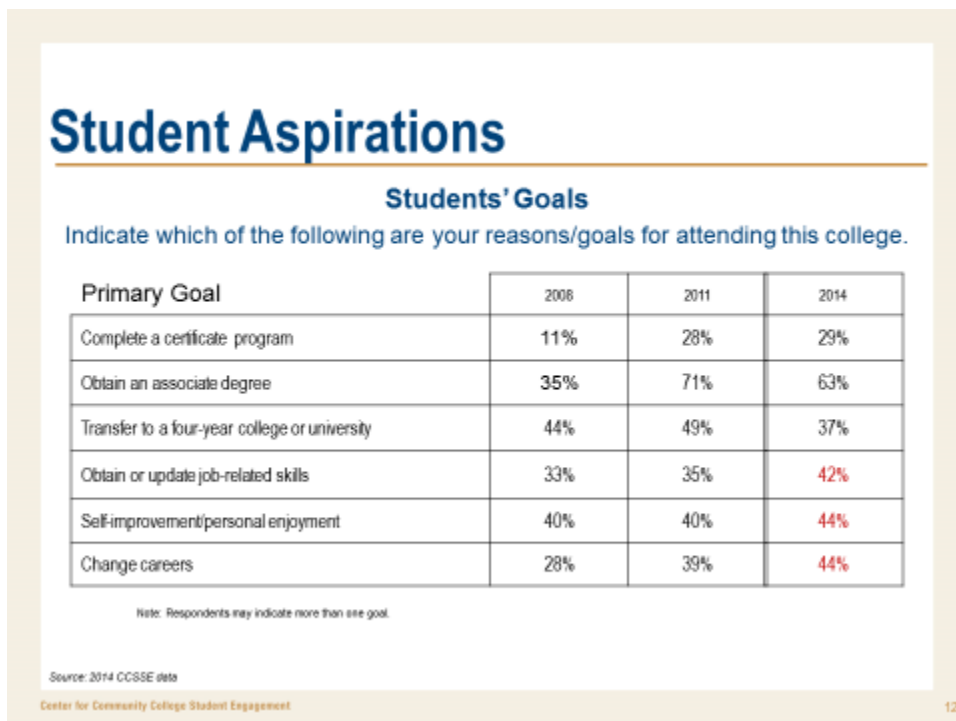 Student Aspirations
Students' Goals
Indicate which of the following are your reasons/goals for attending this college.
Primary Goal 2008 2011 2014
Complete a certificate program 11% 28% 29%
Obtain an associate degree 35% 71% 63%
Transfer to a four-year college or university 44% 49% 37%
Obtain or update job-related skills 33% 35% 42%
Self-improvement/personal enjoyment 40% 40% 44%
Change careers 28% 39% 44%
Note: Respondents may indicate more than one goal.
Source: 2014 CCSSE data
Center for Community College Student Engagement 12